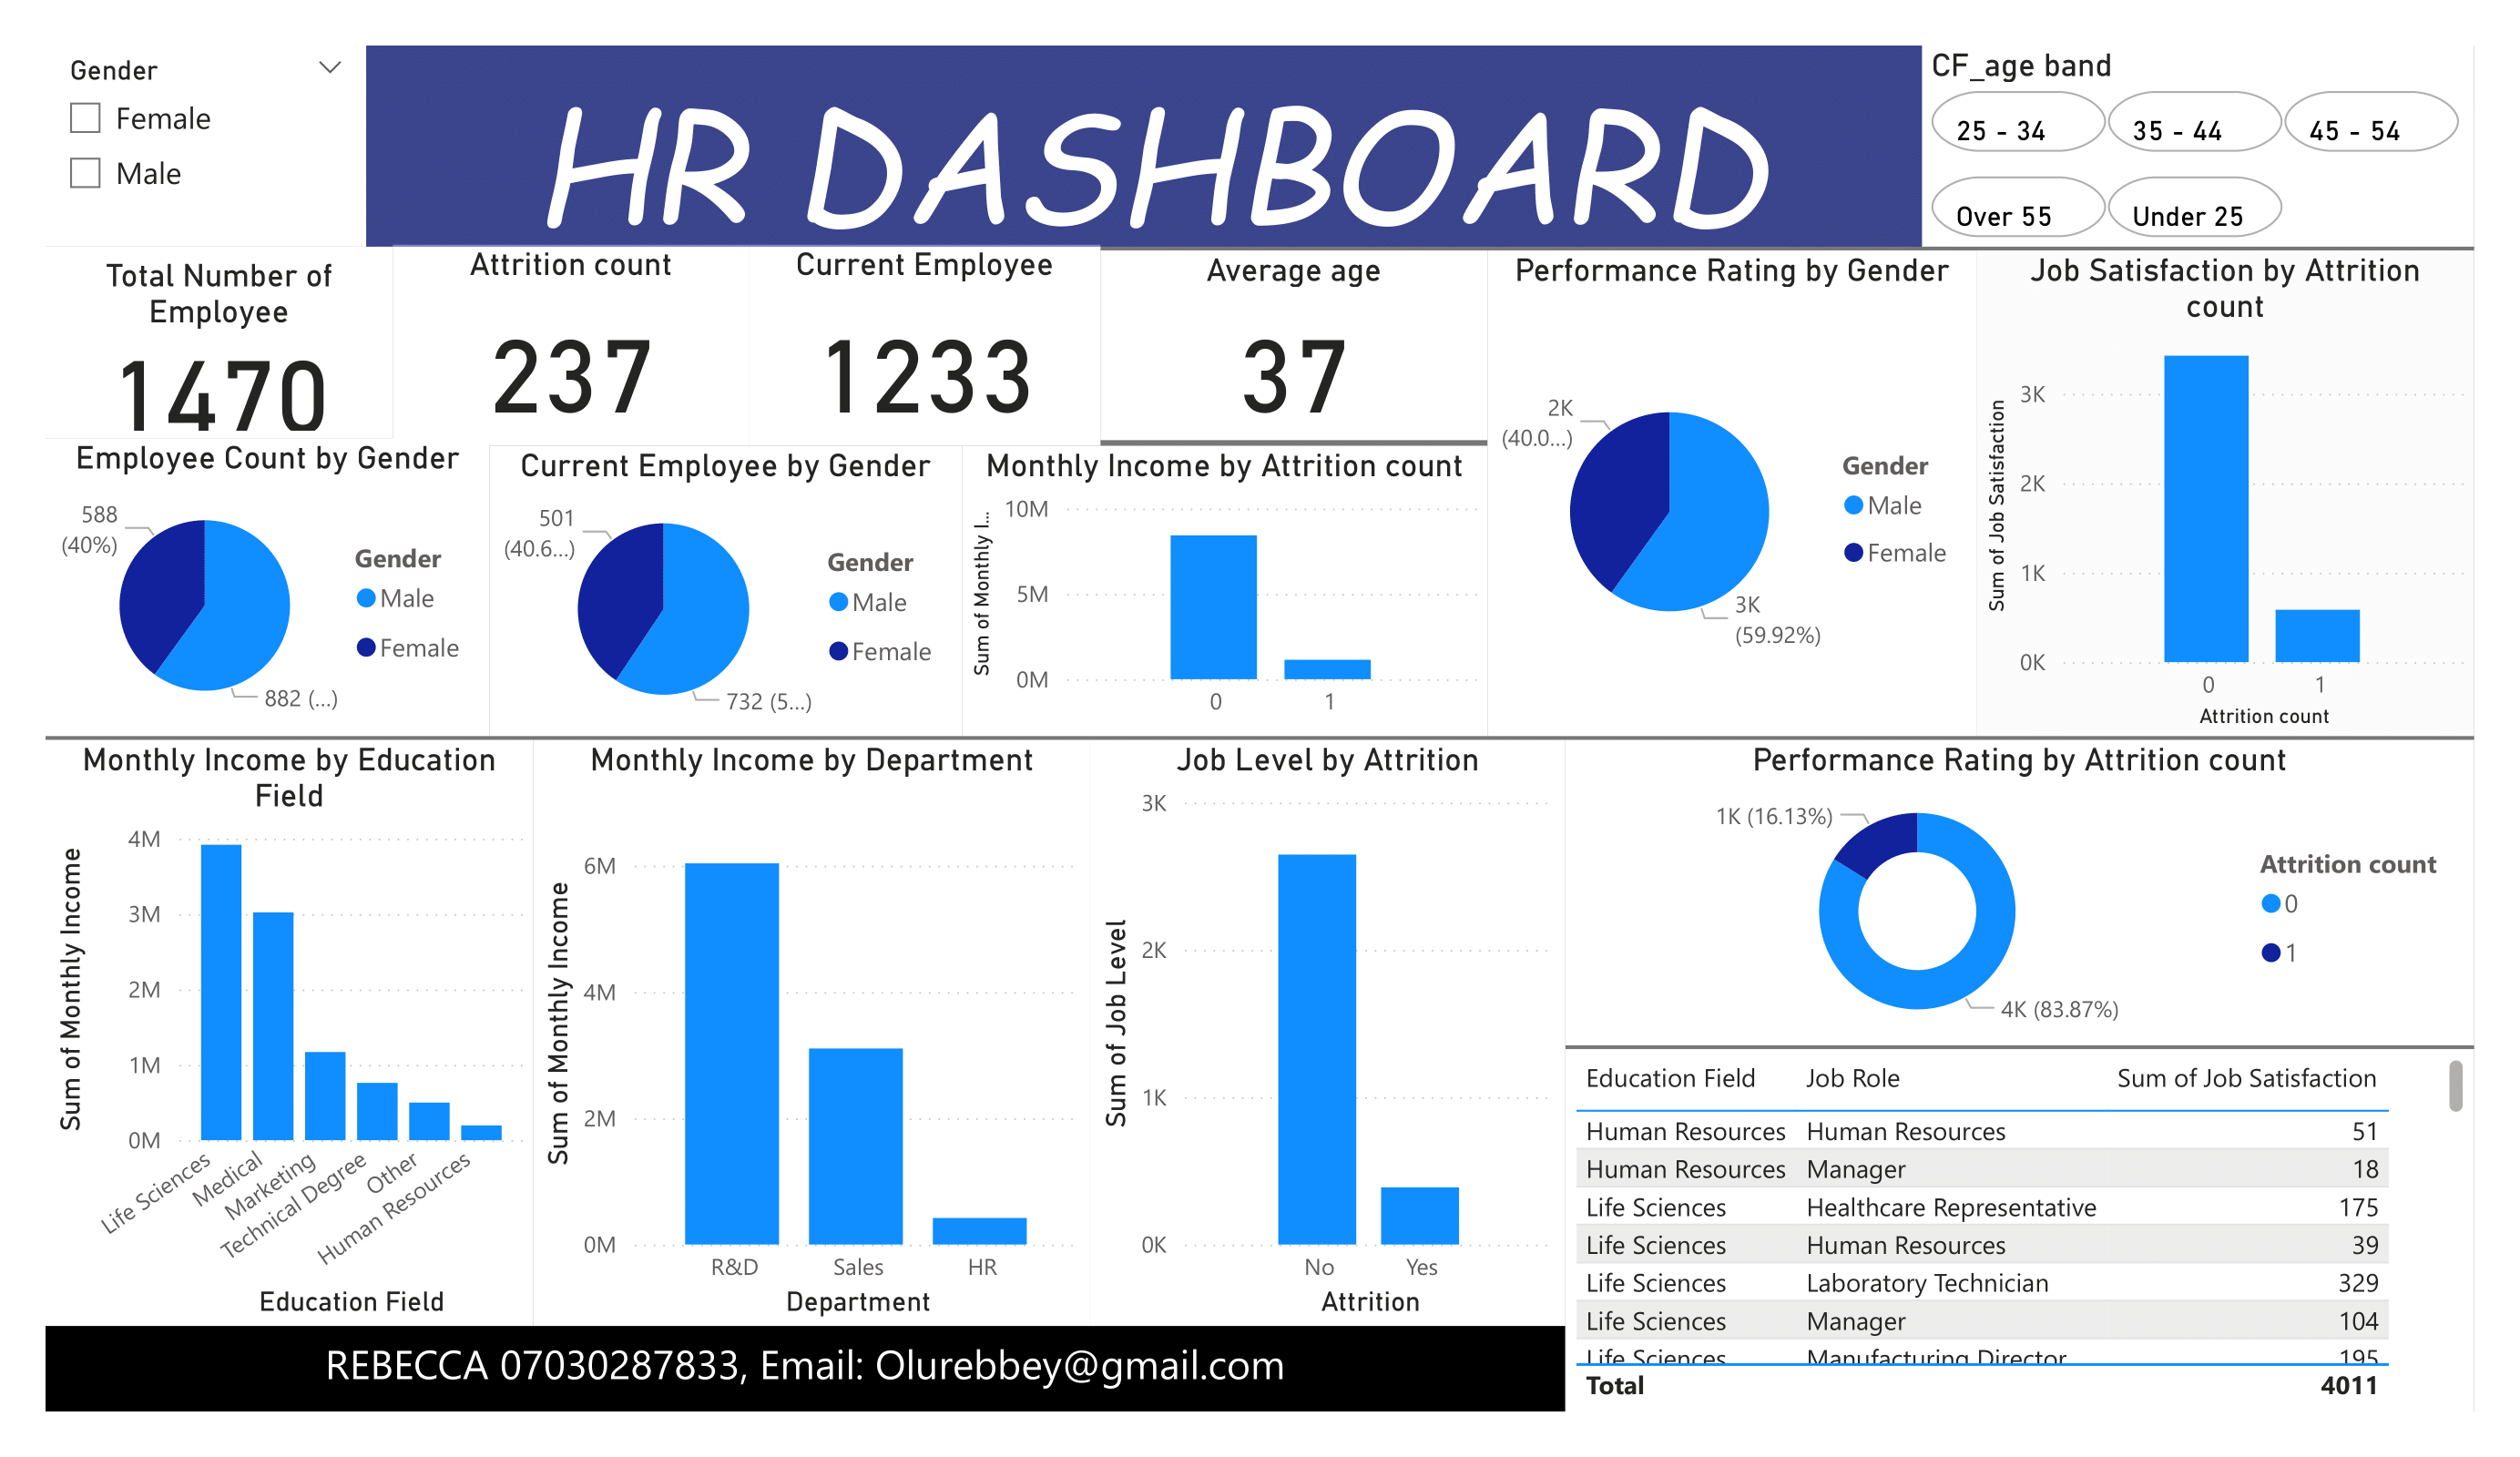 Gender
Female
Male
HR DASHBOARD
CF_age band
25 - 34
35 - 44
45 - 54
Over 55
Under 25
Total Number of
Employee
1470
Attrition count
237
Current Employee
1233
Average age
37
Performance Rating by Gender
2K
(40.0...)
3K
(59.92%)
Gender
Male
Female
Job Satisfaction by Attrition
count
Sum of Job Satisfaction
3K
2K
1K
0K
0
1
Attrition count
Employee Count by Gender
588
(40%)
882 (...)
Gender
Male
Female
Current Employee by Gender
501
(40.6...)
732 (5...)
Gender
Male
Female
Monthly Income by Attrition count
Sum of Monthly I...
10M
5M
0M
0
1
Monthly Income by Education
Field
Sum of Monthly Income
4M
3M
2M
1M
0M
Life Sciences
Medical
Marketing
Technical Degree
Other
Human Resources
Education Field
Monthly Income by Department
Sum of Monthly Income
6M
4M
2M
0M
R&D
Sales
HR
Department
Job Level by Attrition
Sum of Job Level
3K
2K
1K
0K
No
Yes
Attrition
Performance Rating by Attrition count
1K (16.13%)
4K (83.87%)
Attrition count
0
1
Education Field Job Role Sum of Job Satisfaction
Human Resources Human Resources 51
Human Resources Manager 18
Life Sciences Healthcare Representative 175
Life Sciences Human Resources 39
Life Sciences Laboratory Technician 329
Life Sciences Manager 104
Life Sciences Manufacturing Director 195
Total 4011
REBECCA 07030287833, Email: Olurebbey@gmail.com